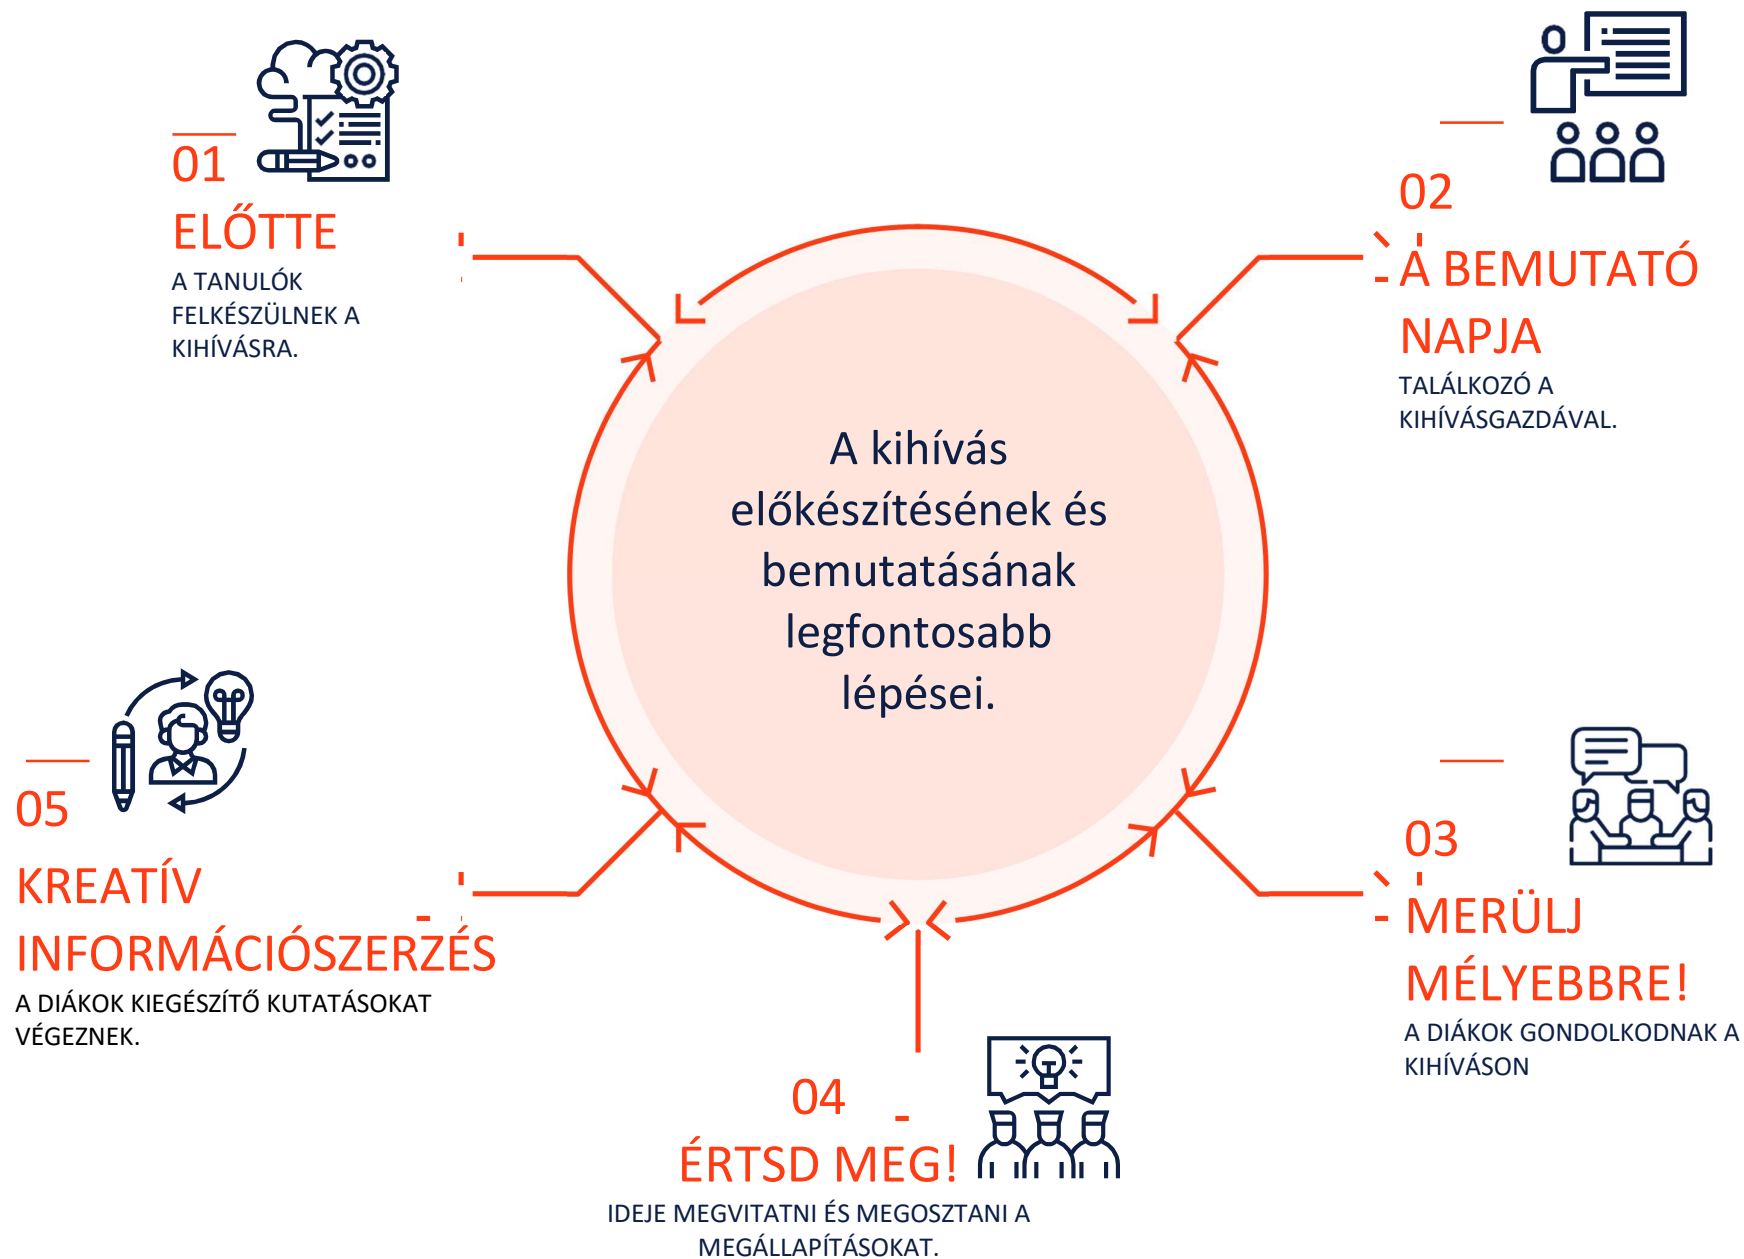 01
ELŐTTE
A TANULÓK
FELKÉSZÜLNEK A
KIHÍVÁSRA.
02
A BEMUTATÓ
NAPJA
TALÁLKOZÓ A
KIHÍVÁSGAZDÁVAL.
A kihívás
előkészítésének és
bemutatásának
legfontosabb
lépései.
03
MERÜLJ
MÉLYEBBRE!
A DIÁKOK GONDOLKODNAK A
KIHÍVÁSON
04
ÉRTSD MEG!
IDEJE MEGVITATNI ÉS MEGOSZTANI A
MEGÁLLAPÍTÁSOKAT.
05
KREATÍV
INFORMÁCIÓSZERZÉS
A DIÁKOK KIEGÉSZÍTŐ KUTATÁSOKAT
VÉGEZNEK.